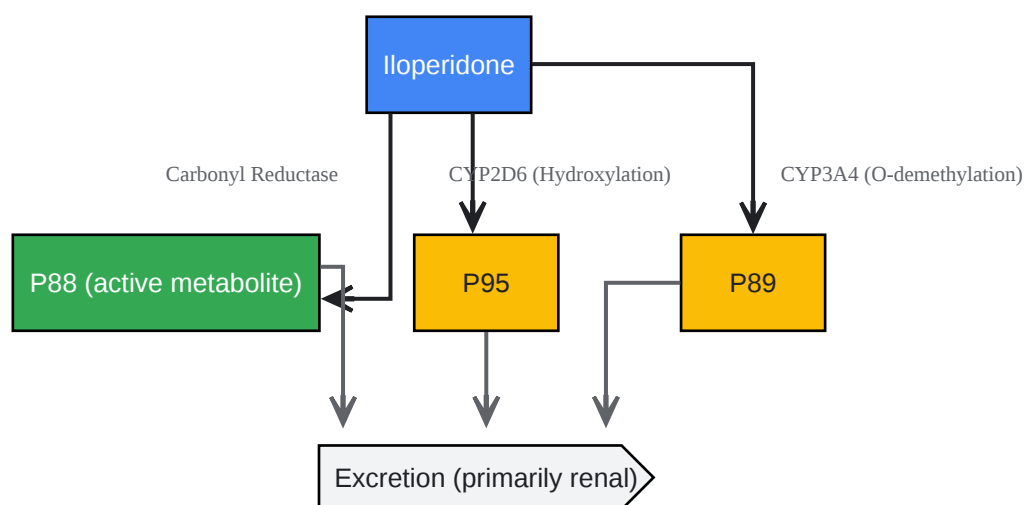 Iloperidone
Carbonyl Reductase
CYP2D6 (Hydroxylation)
CYP3A4 (O-demethylation)
P88 (active metabolite)
P95
P89
Excretion (primarily renal)